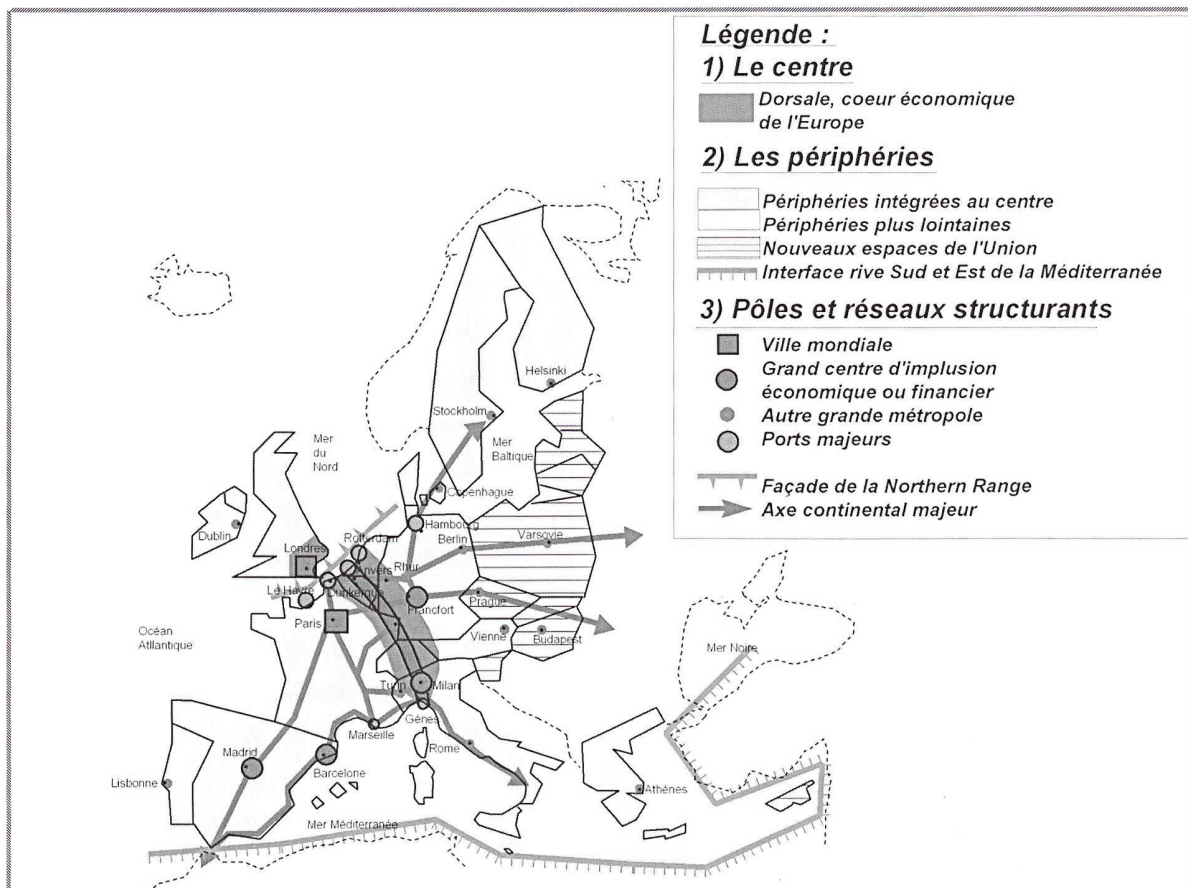 Légende :
1) Le centre
Dorsale, coeur économique
de l'Europe
2) Les périphéries
Périphéries intégrées au centre
Périphéries plus lointaines
Nouveaux espaces de l'Union
Interface rive Sud et Est de la Méditerranée
3) Pôles et réseaux structurants
Ville mondiale
Grand centre d'implusion
économique ou financier
Autre grande métropole
Ports majeurs
Façade de la Northern Range
Axe continental majeur
Helsinki
Stockholm
Mer
du
Nord
Mer
Baltique
Copenhague
Dublin
Hambourg
Londres
Rotterdam
Berlin
Varsovie
Anvers
Rhur
Le Havre
Dunkerque
Francfort
Prague
Paris
Océan
Atllantique
Vienne
Budapest
Mer Noire
Turin
Milan
Gênes
Marseille
Rome
Madrid
Barcelone
Lisbonne
Athénes
Mer Méditerranée